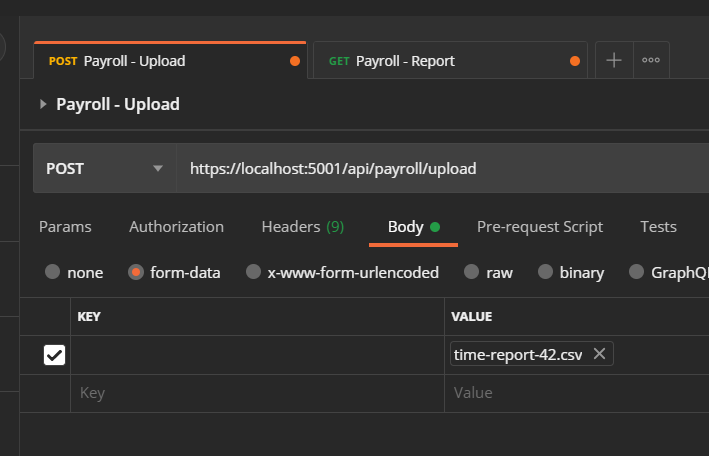 POST Payroll - Upload GET Payroll - Report
Payroll - Upload
POST https://localhost:5001/api/payroll/upload
Params Authorization Headers (9) Body Pre-request Script Tests
none form-data x-www-form-urlencoded raw binary GraphQl
KEY VALUE
time-report-42.csv
Key Value